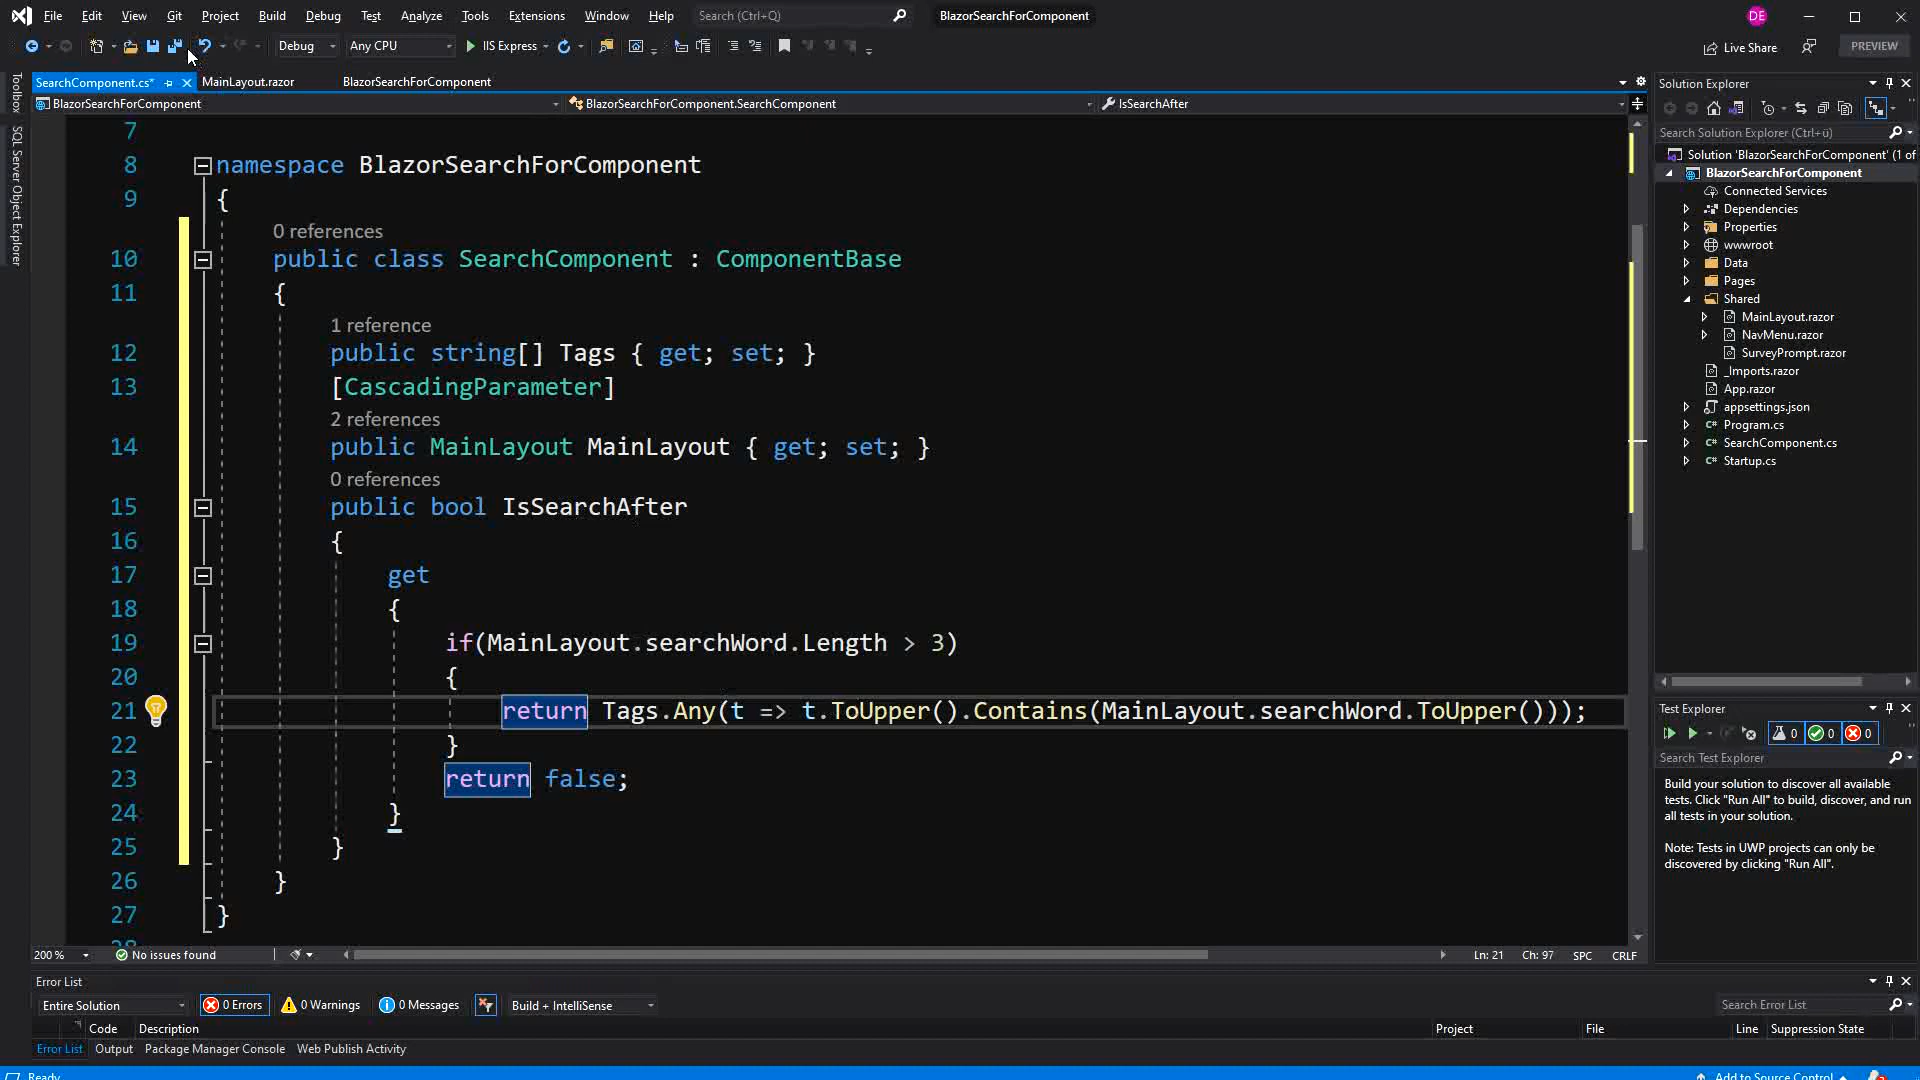 File Edit View Git Project Build Debug Test Analyze Tools Extensions Window Help Search (Ctrl+Q) BlazorSearchForComponent DE
Debug Any CPU IIS Express Live Share PREVIEW
SearchComponent.cs* MainLayout.razor BlazorSearchForComponent
BlazorSearchForComponent BlazorSearchForComponent.SearchComponent IsSearchAfter
Toolbox
SQL Server Object Explorer
7
8 namespace BlazorSearchForComponent
9 {
0 references
10 public class SearchComponent : ComponentBase
11 {
1 reference
12 public string[] Tags { get; set; }
13 [CascadingParameter]
2 references
14 public MainLayout MainLayout { get; set; }
0 references
15 public bool IsSearchAfter
16 {
17 get
18 {
19 if(MainLayout.searchWord.Length > 3)
20 {
21 return Tags.Any(t => t.ToUpper().Contains(MainLayout.searchWord.ToUpper()));
22 }
23 return false;
24 }
25 }
26 }
27 }
28
200 % No issues found Ln: 21 Ch: 97 SPC CRLF
Solution Explorer
Search Solution Explorer (Ctrl+ü)
Solution 'BlazorSearchForComponent' (1 of
BlazorSearchForComponent
Connected Services
Dependencies
Properties
wwwroot
Data
Pages
Shared
MainLayout.razor
NavMenu.razor
SurveyPrompt.razor
_Imports.razor
App.razor
appsettings.json
C# Program.cs
C# SearchComponent.cs
C# Startup.cs
Test Explorer
0 0 0
Search Test Explorer
Build your solution to discover all available
tests. Click "Run All" to build, discover, and run
all tests in your solution.
Note: Tests in UWP projects can only be
discovered by clicking "Run All".
Error List
Entire Solution 0 Errors 0 Warnings 0 Messages Build + IntelliSense Search Error List
Code Description Project File Line Suppression State
Error List Output Package Manager Console Web Publish Activity
Ready Add to Source Control